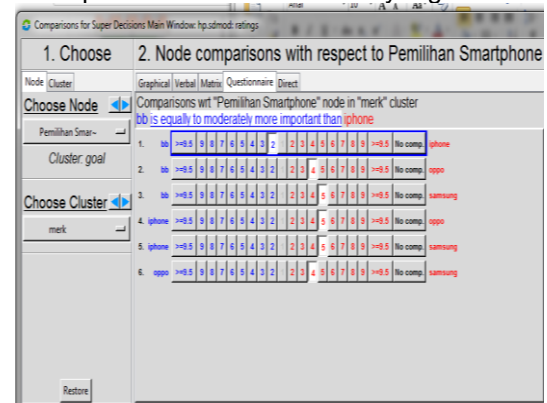 Comparisons for Super Decisions Main Window: hp.sdmod: ratings
1. Choose
2. Node comparisons with respect to Pemilihan Smartphone
Node Cluster
Graphical Verbal Matrix Questionnaire Direct
Choose Node
Comparisons wrt "Pemilihan Smartphone" node in "merk" cluster
bb is equally to moderately more important than iphone
Pemilihan Smar~
Cluster: goal
Choose Cluster
merk
1. bb >=9.5 9 8 7 6 5 4 3 2 2 3 4 5 6 7 8 9 >=9.5 No comp. iphone
2. bb >=9.5 9 8 7 6 5 4 3 2 2 3 4 5 6 7 8 9 >=9.5 No comp. oppo
3. bb >=9.5 9 8 7 6 5 4 3 2 2 3 4 5 6 7 8 9 >=9.5 No comp. samsung
4. iphone >=9.5 9 8 7 6 5 4 3 2 2 3 4 5 6 7 8 9 >=9.5 No comp. oppo
5. iphone >=9.5 9 8 7 6 5 4 3 2 2 3 4 5 6 7 8 9 >=9.5 No comp. samsung
6. oppo >=9.5 9 8 7 6 5 4 3 2 2 3 4 5 6 7 8 9 >=9.5 No comp. samsung
Restore